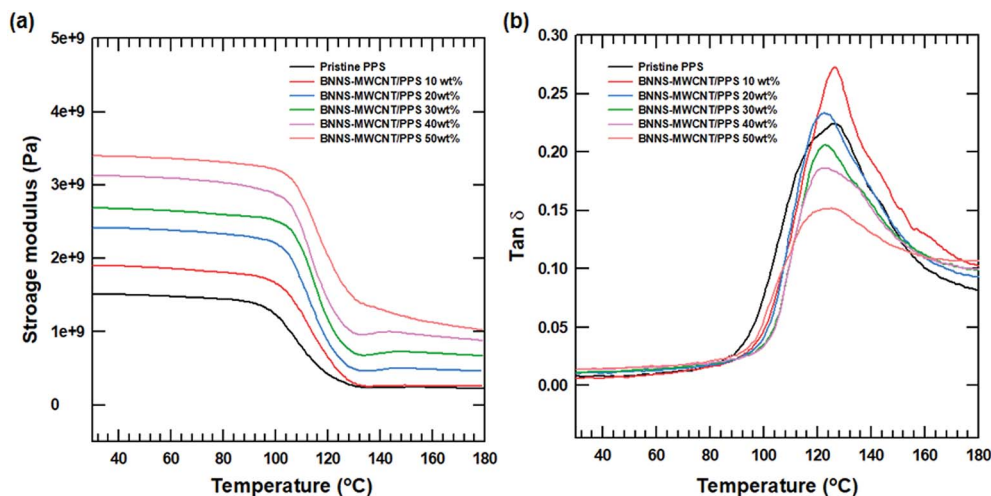 (a)
Stroage modulus (Pa)
5e+9
4e+9
3e+9
2e+9
1e+9
0
Pristine PPS
BNNS-MWCNT/PPS 10 wt%
BNNS-MWCNT/PPS 20wt%
BNNS-MWCNT/PPS 30wt%
BNNS-MWCNT/PPS 40wt%
BNNS-MWCNT/PPS 50wt%
40 60 80 100 120 140 160 180
Temperature (ºC)
(b)
Tan δ
0.30
0.25
0.20
0.15
0.10
0.05
0.00
Pristine PPS
BNNS-MWCNT/PPS 10 wt%
BNNS-MWCNT/PPS 20wt%
BNNS-MWCNT/PPS 30wt%
BNNS-MWCNT/PPS 40wt%
BNNS-MWCNT/PPS 50wt%
40 60 80 100 120 140 160 180
Temperature (ºC)